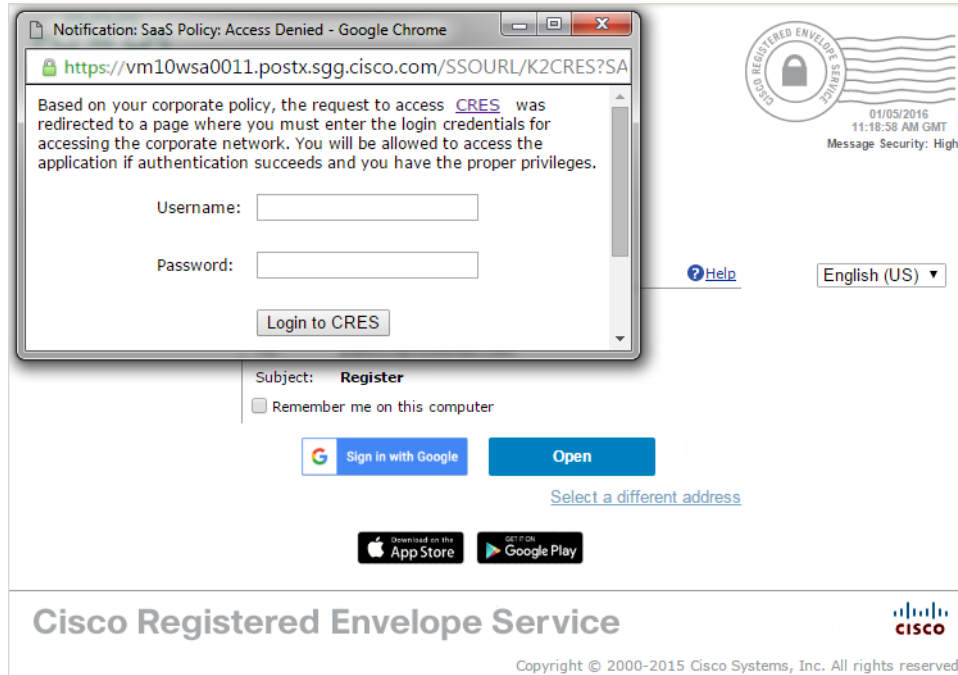 Notification: SaaS Policy: Access Denied - Google Chrome
https://vm10wsa0011.postx.sgg.cisco.com/SSOURL/K2CRES?SA
Based on your corporate policy, the request to access CRES was
redirected to a page where you must enter the login credentials for
accessing the corporate network. You will be allowed to access the
application if authentication succeeds and you have the proper privileges.
Username:
Password:
Login to CRES
CISCO REGISTERED ENVELOPE SERVICE
01/05/2016
11:18:58 AM GMT
Message Security: High
?Help
English (US)
Subject: Register
Remember me on this computer
G Sign in with Google
Open
Select a different address
Download on the
App Store
GET IT ON
Google Play
Cisco Registered Envelope Service
CISCO
Copyright © 2000-2015 Cisco Systems, Inc. All rights reserved